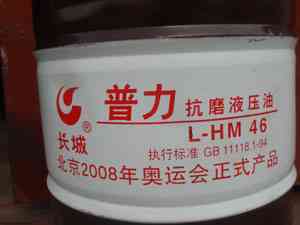 普力 抗磨液压油
L-HM 46
长城®
执行标准 GB 11118.1-94
北京2008年奥运会正式产品